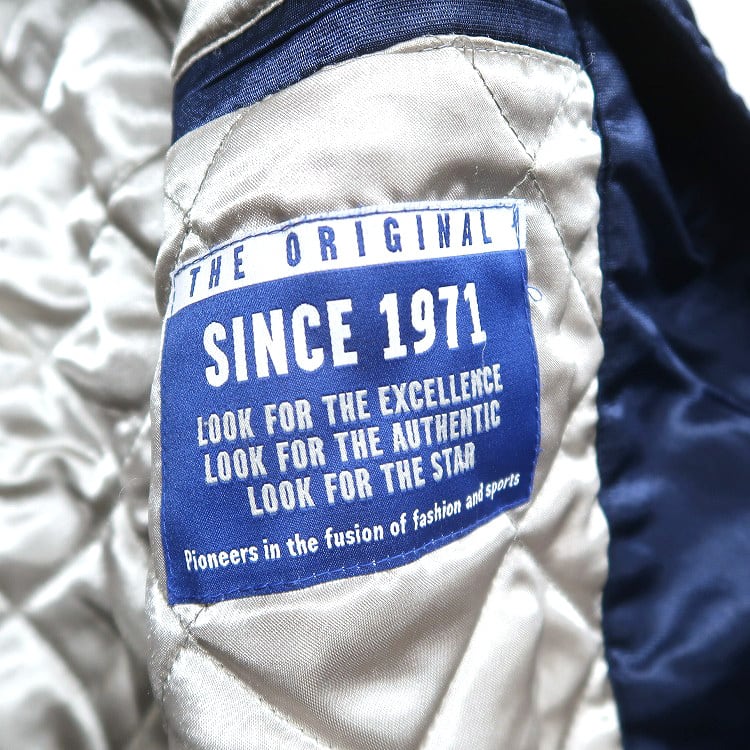 THE ORIGINAL
SINCE 1971
LOOK FOR THE EXCELLENCE
LOOK FOR THE AUTHENTIC
LOOK FOR THE STAR
Pioneers in the fusion of fashion and sports